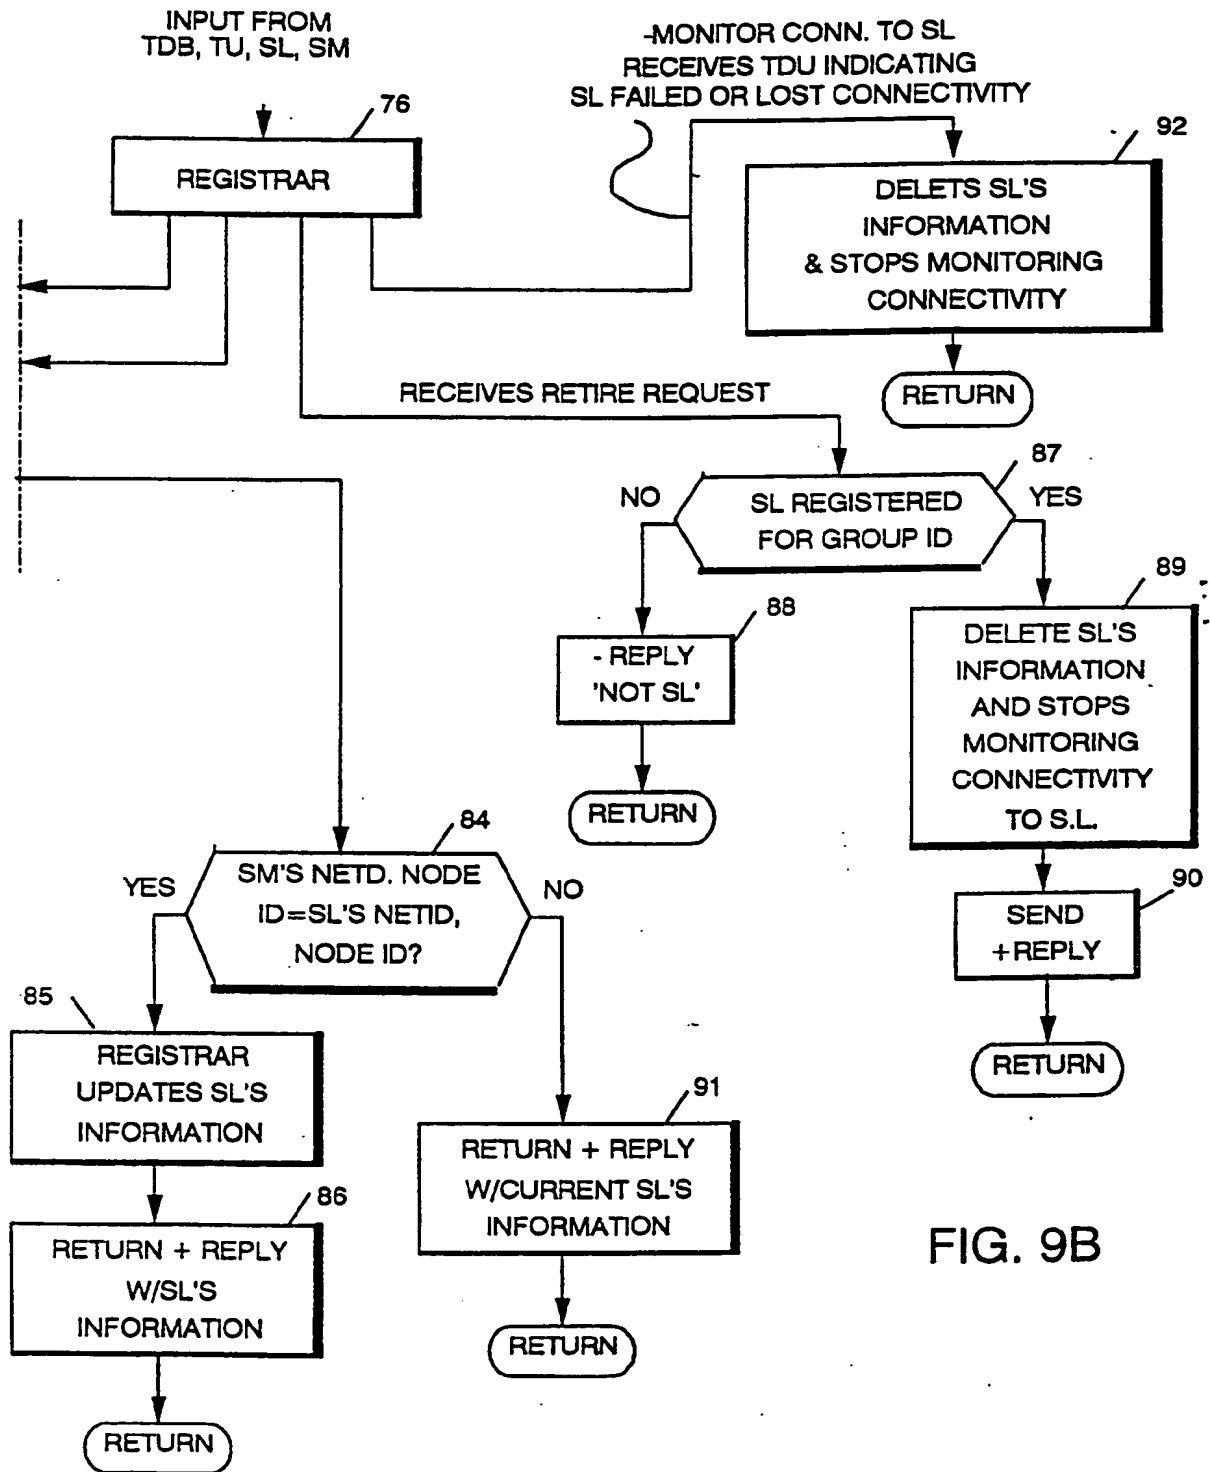 INPUT FROM
TDB, TU, SL, SM
76
REGISTRAR
-MONITOR CONN. TO SL
RECEIVES TDU INDICATING
SL FAILED OR LOST CONNECTIVITY
92
DELETS SL'S
INFORMATION
& STOPS MONITORING
CONNECTIVITY
RETURN
RECEIVES RETIRE REQUEST
87
NO
SL REGISTERED
FOR GROUP ID
YES
88
- REPLY
'NOT SL'
RETURN
89
DELETE SL'S
INFORMATION
AND STOPS
MONITORING
CONNECTIVITY
TO S.L.
90
SEND
+REPLY
RETURN
84
YES
SM'S NETD. NODE
ID=SL'S NETID,
NODE ID?
NO
85
REGISTRAR
UPDATES SL'S
INFORMATION
86
RETURN + REPLY
W/SL'S
INFORMATION
RETURN
91
RETURN + REPLY
W/CURRENT SL'S
INFORMATION
RETURN
FIG. 9B